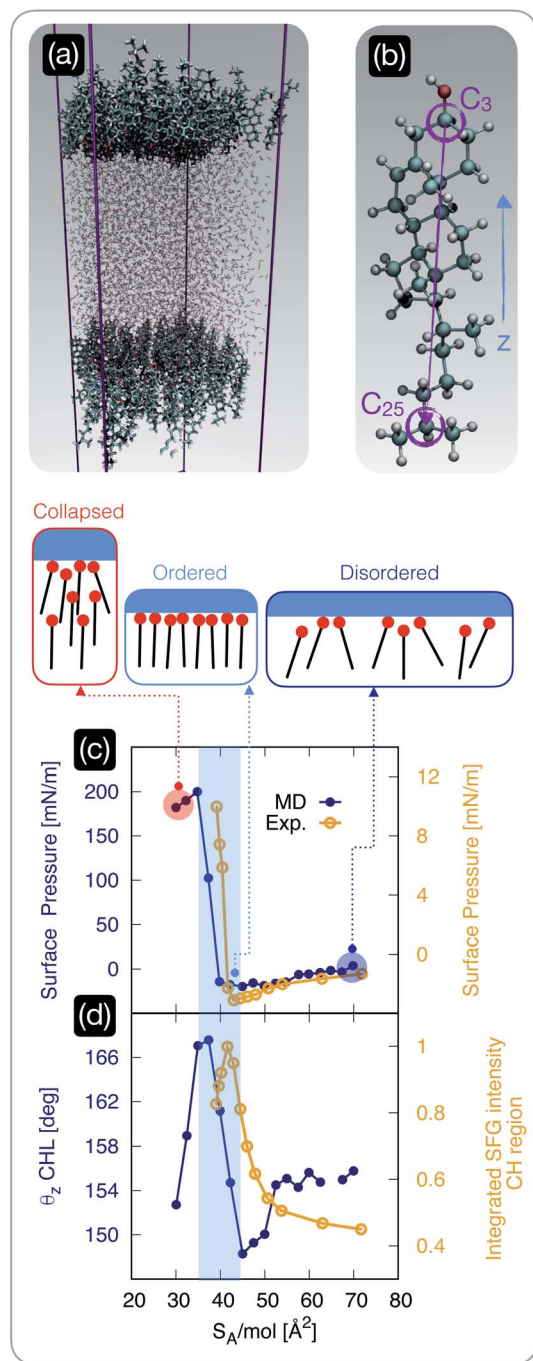 (a)
(b)
C₃
z
C₂₅
Collapsed
Ordered
Disordered
(c)
Surface Pressure [mN/m]
200
150
100
50
0
MD
Exp.
12
8
4
0
Surface Pressure [mN/m]
(d)
θz CHL [deg]
166
162
158
154
150
1
0.8
0.6
0.4
Integrated SFG intensity
CH region
20 30 40 50 60 70 80
S_A/mol [Å²]